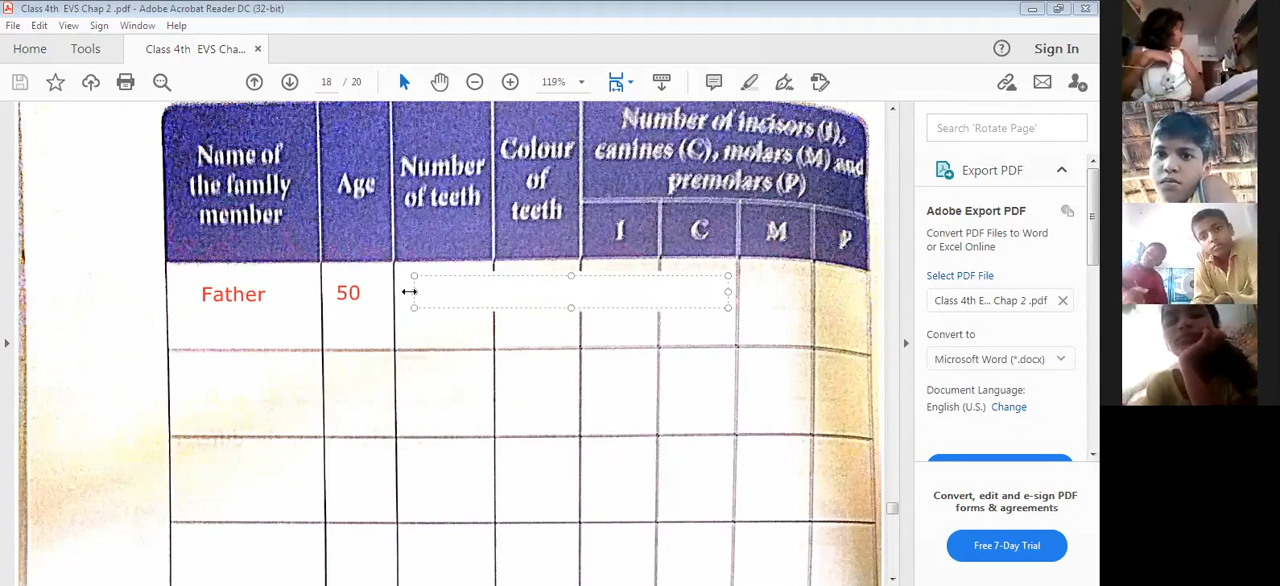 Class 4th  EVS Chap 2 .pdf - Adobe Acrobat Reader DC (32-bit)
File Edit View Sign Window Help
Home Tools Class 4th EVS Cha... × Sign In
18 / 20 119%
Name of
the family
member
Age
Number
of teeth
Colour
of
teeth
Number of incisors (I),
canines (C), molars (M) and
premolars (P)
I C M P
Father 50
Search 'Rotate Page'
Export PDF
Adobe Export PDF
Convert PDF Files to Word
or Excel Online
Select PDF File
Class 4th E... Chap 2 .pdf
Convert to
Microsoft Word (*.docx)
Document Language:
English (U.S.) Change
Convert, edit and e-sign PDF
forms & agreements
Free 7-Day Trial